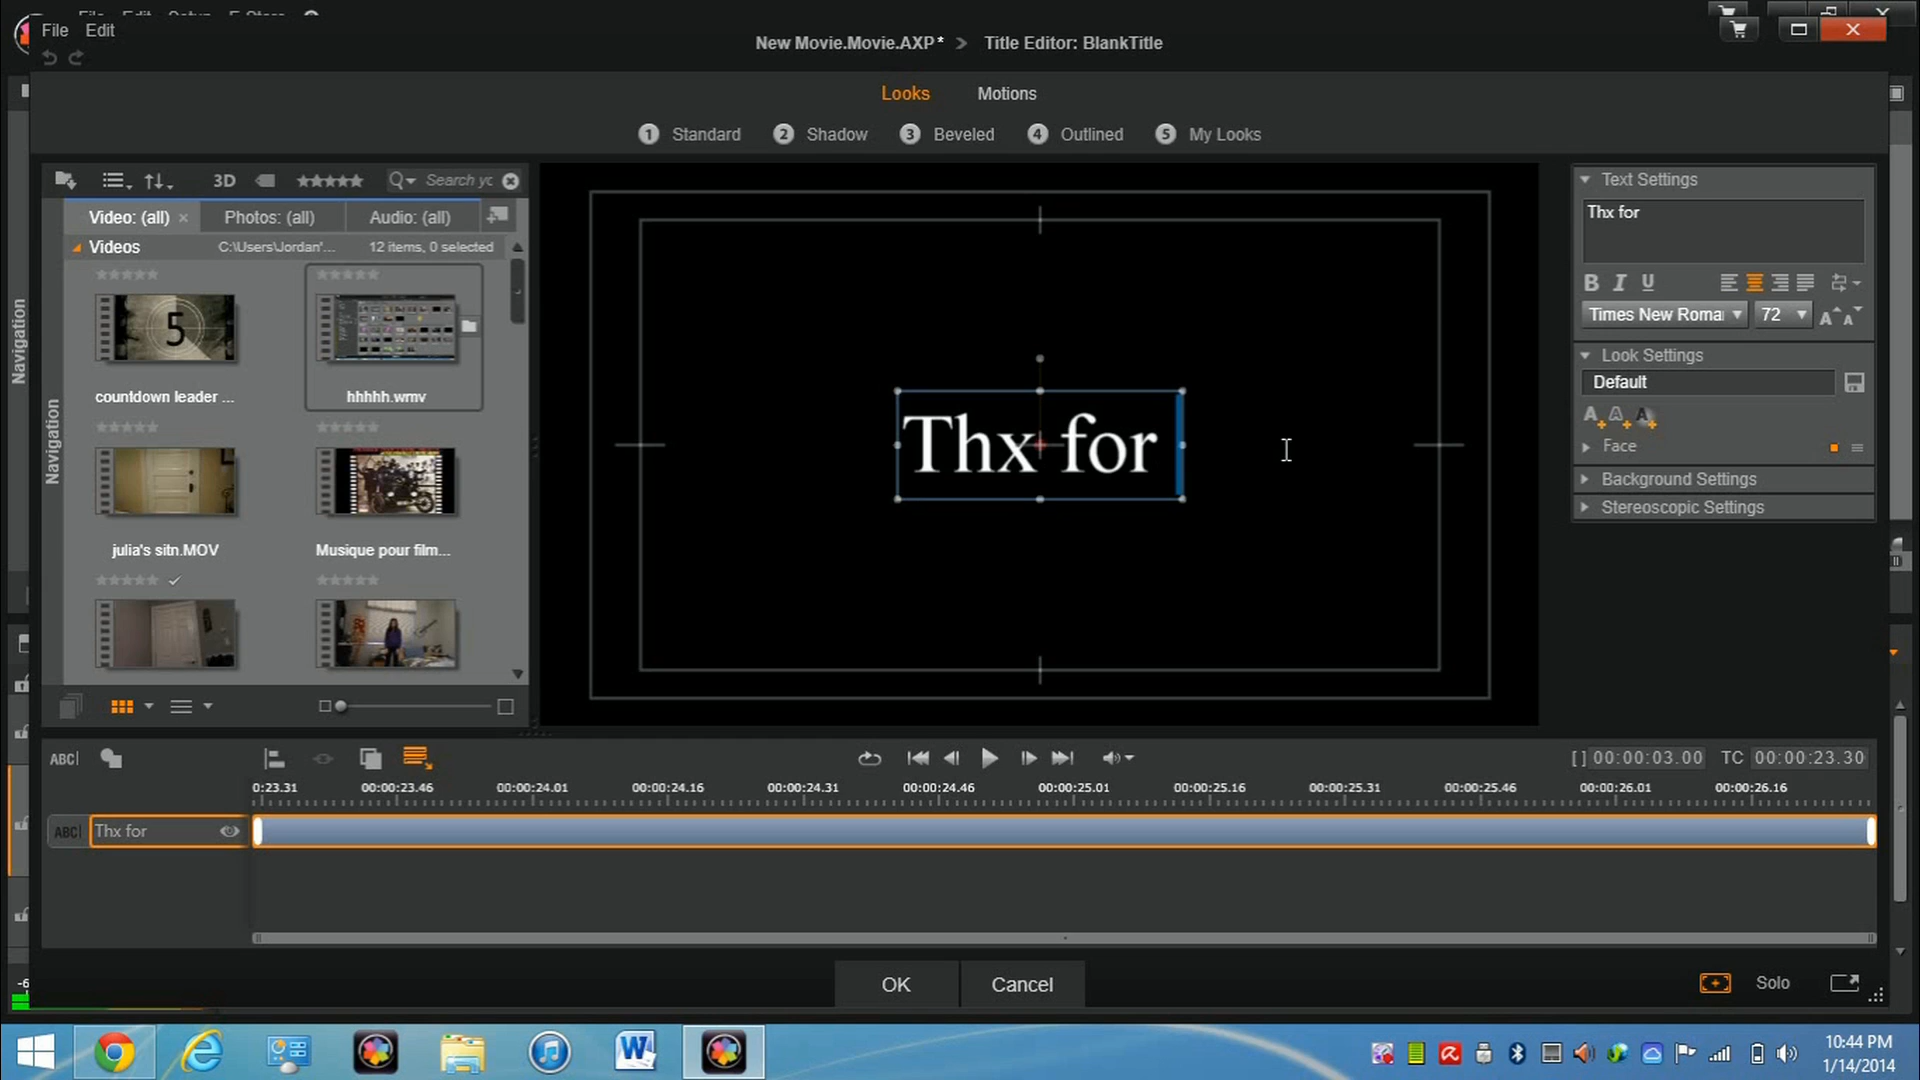 File Edit
New Movie.Movie.AXP* > Title Editor: BlankTitle
Looks Motions
1 Standard 2 Shadow 3 Beveled 4 Outlined 5 My Looks
3D
Search yc
Video: (all) × Photos: (all) Audio: (all)
Videos C:\Users\Jordan'... 12 items, 0 selected
5
countdown leader ... hhhhh.wmv
julia's sitn.MOV Musique pour film...
Navigation
Navigation
Thx for
Text Settings
Thx for
B I U
Times New Roma 72 A A
Look Settings
Default
A A A
Face
Background Settings
Stereoscopic Settings
ABC
[] 00:00:03.00 TC 00:00:23.30
0:23.31 00:00:23.46 00:00:24.01 00:00:24.16 00:00:24.31 00:00:24.46 00:00:25.01 00:00:25.16 00:00:25.31 00:00:25.46 00:00:26.01 00:00:26.16
ABC Thx for
-6
OK Cancel
Solo
10:44 PM
1/14/2014